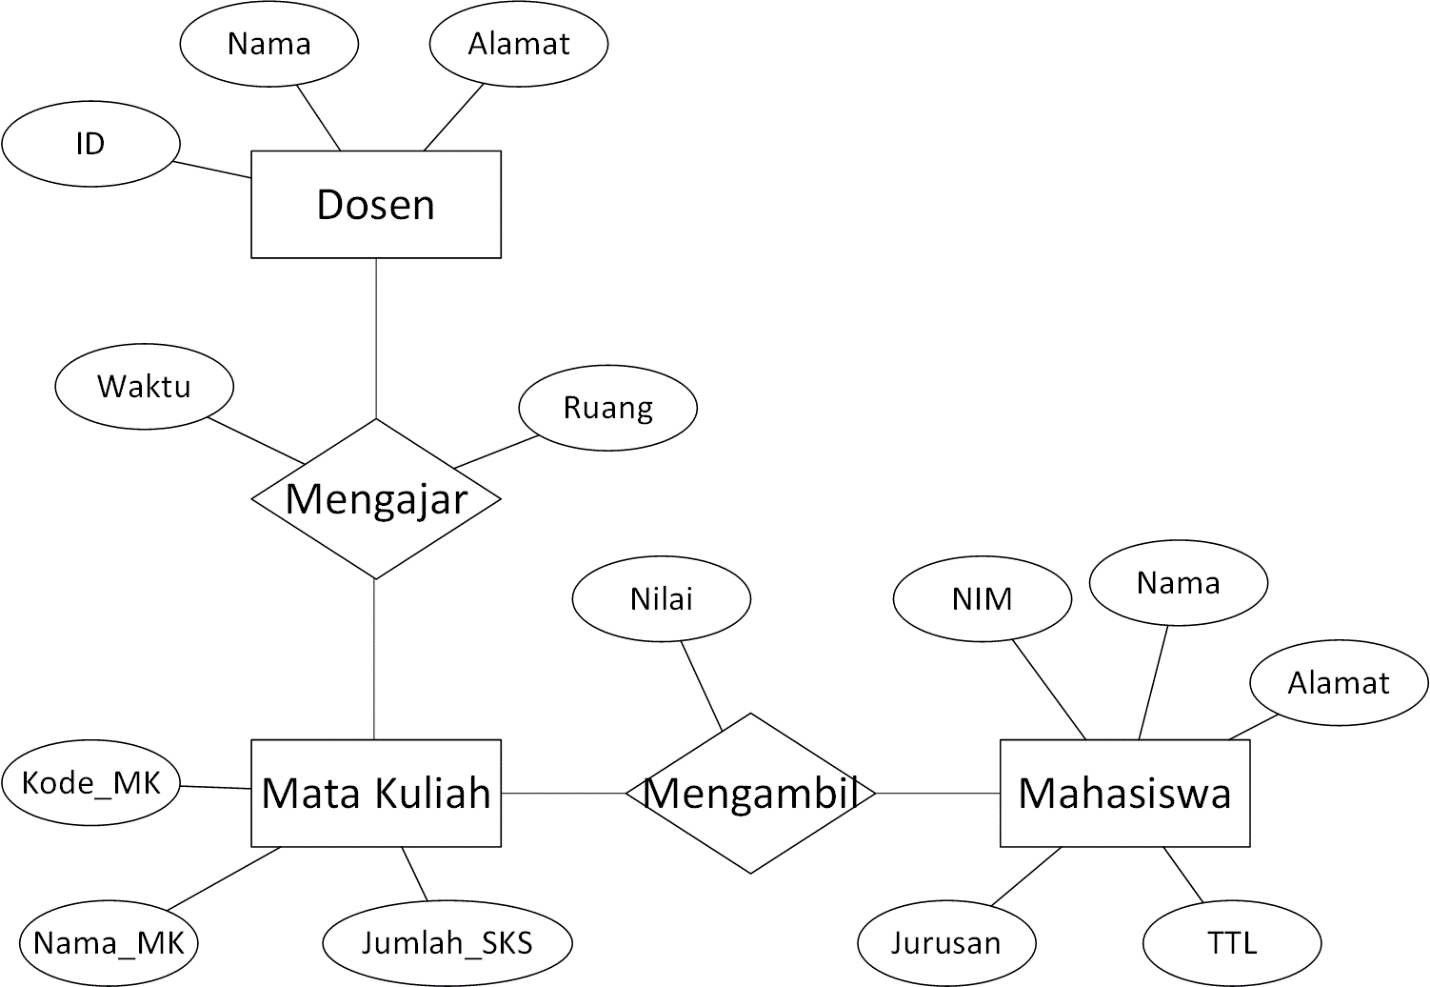 Nama
Alamat
ID
Dosen
Waktu
Ruang
Mengajar
Nilai
NIM
Nama
Alamat
Kode_MK
Mata Kuliah
Mengambil
Mahasiswa
Nama_MK
Jumlah_SKS
Jurusan
TTL